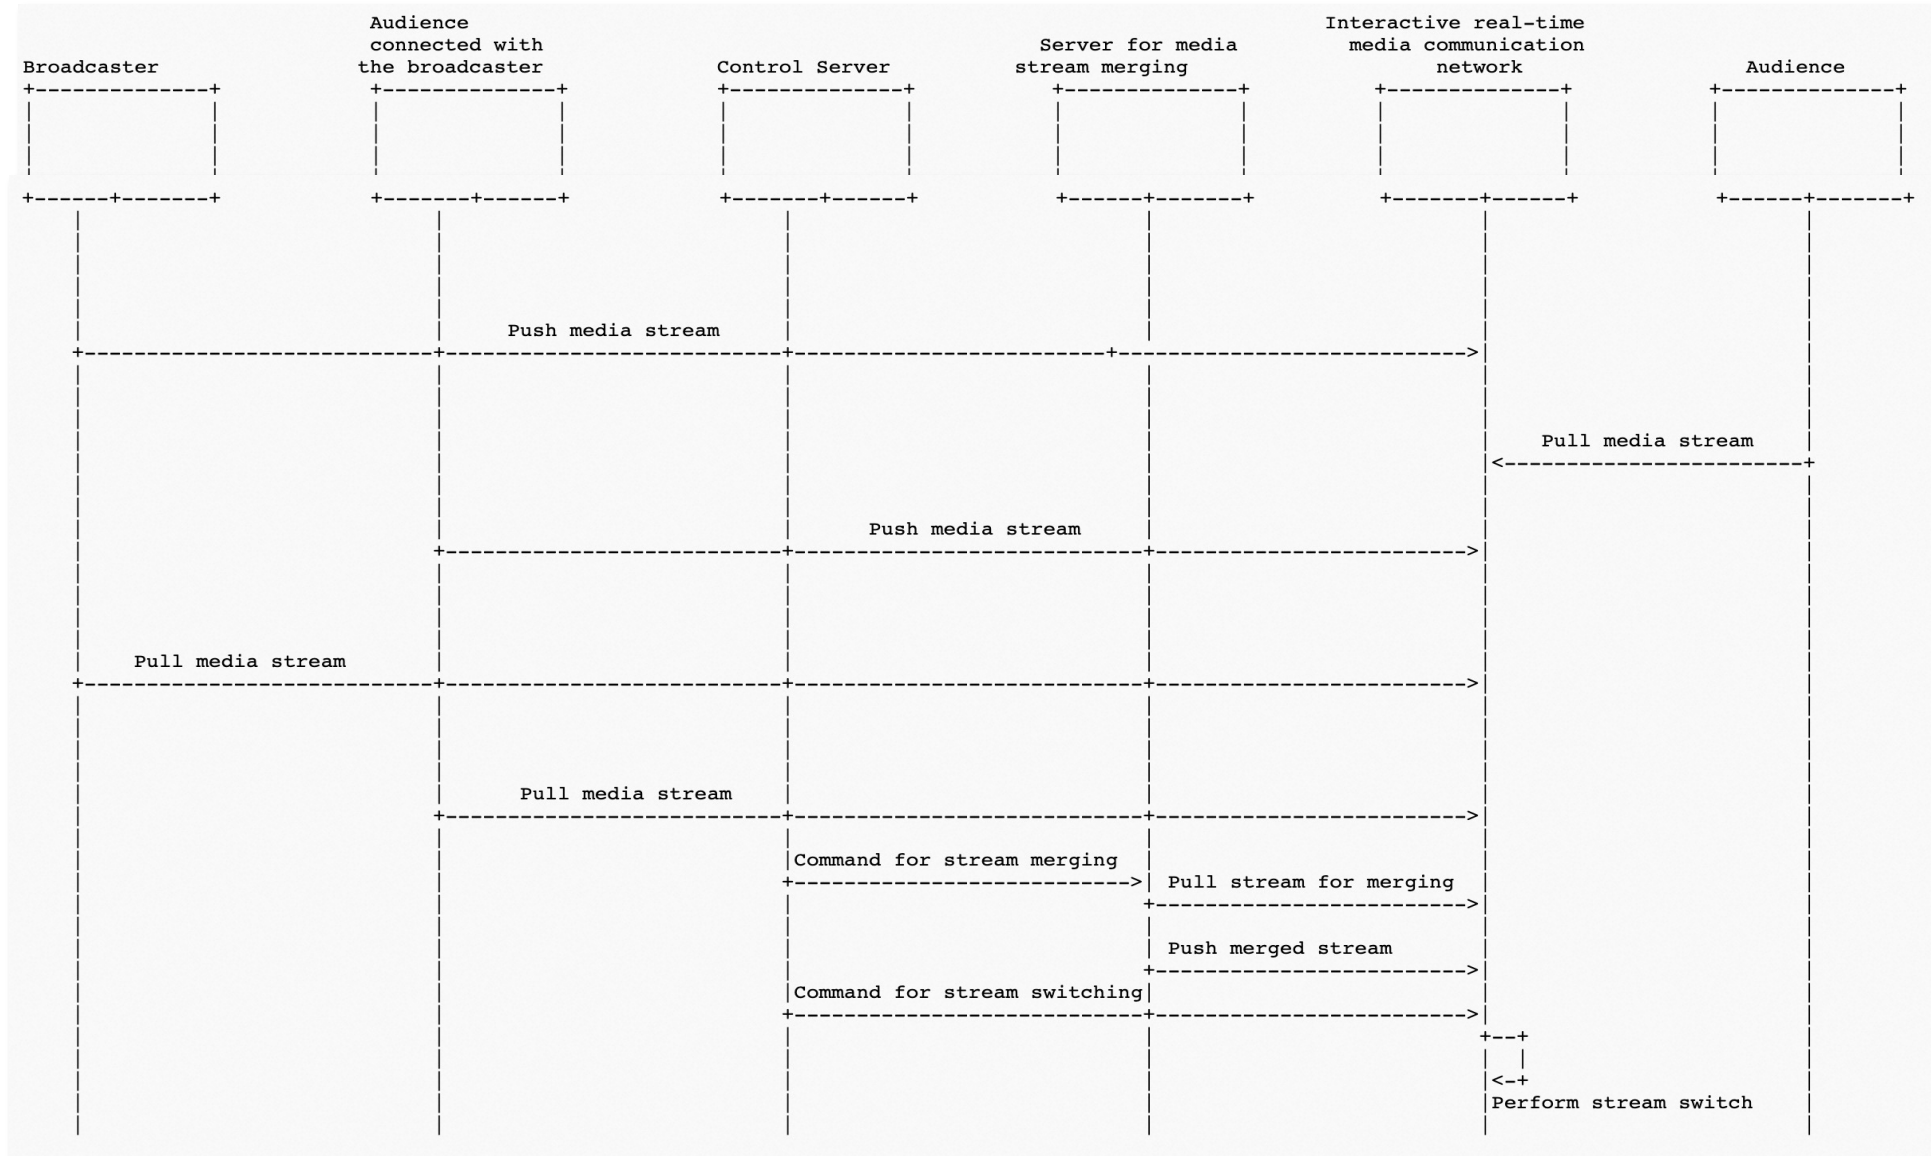 Audience
connected with
the broadcaster
Interactive real-time
media communication
network
Server for media
stream merging
Broadcaster
Control Server
Audience
Push media stream
Pull media stream
Push media stream
Pull media stream
Pull media stream
Command for stream merging
Pull stream for merging
Push merged stream
Command for stream switching
Perform stream switch